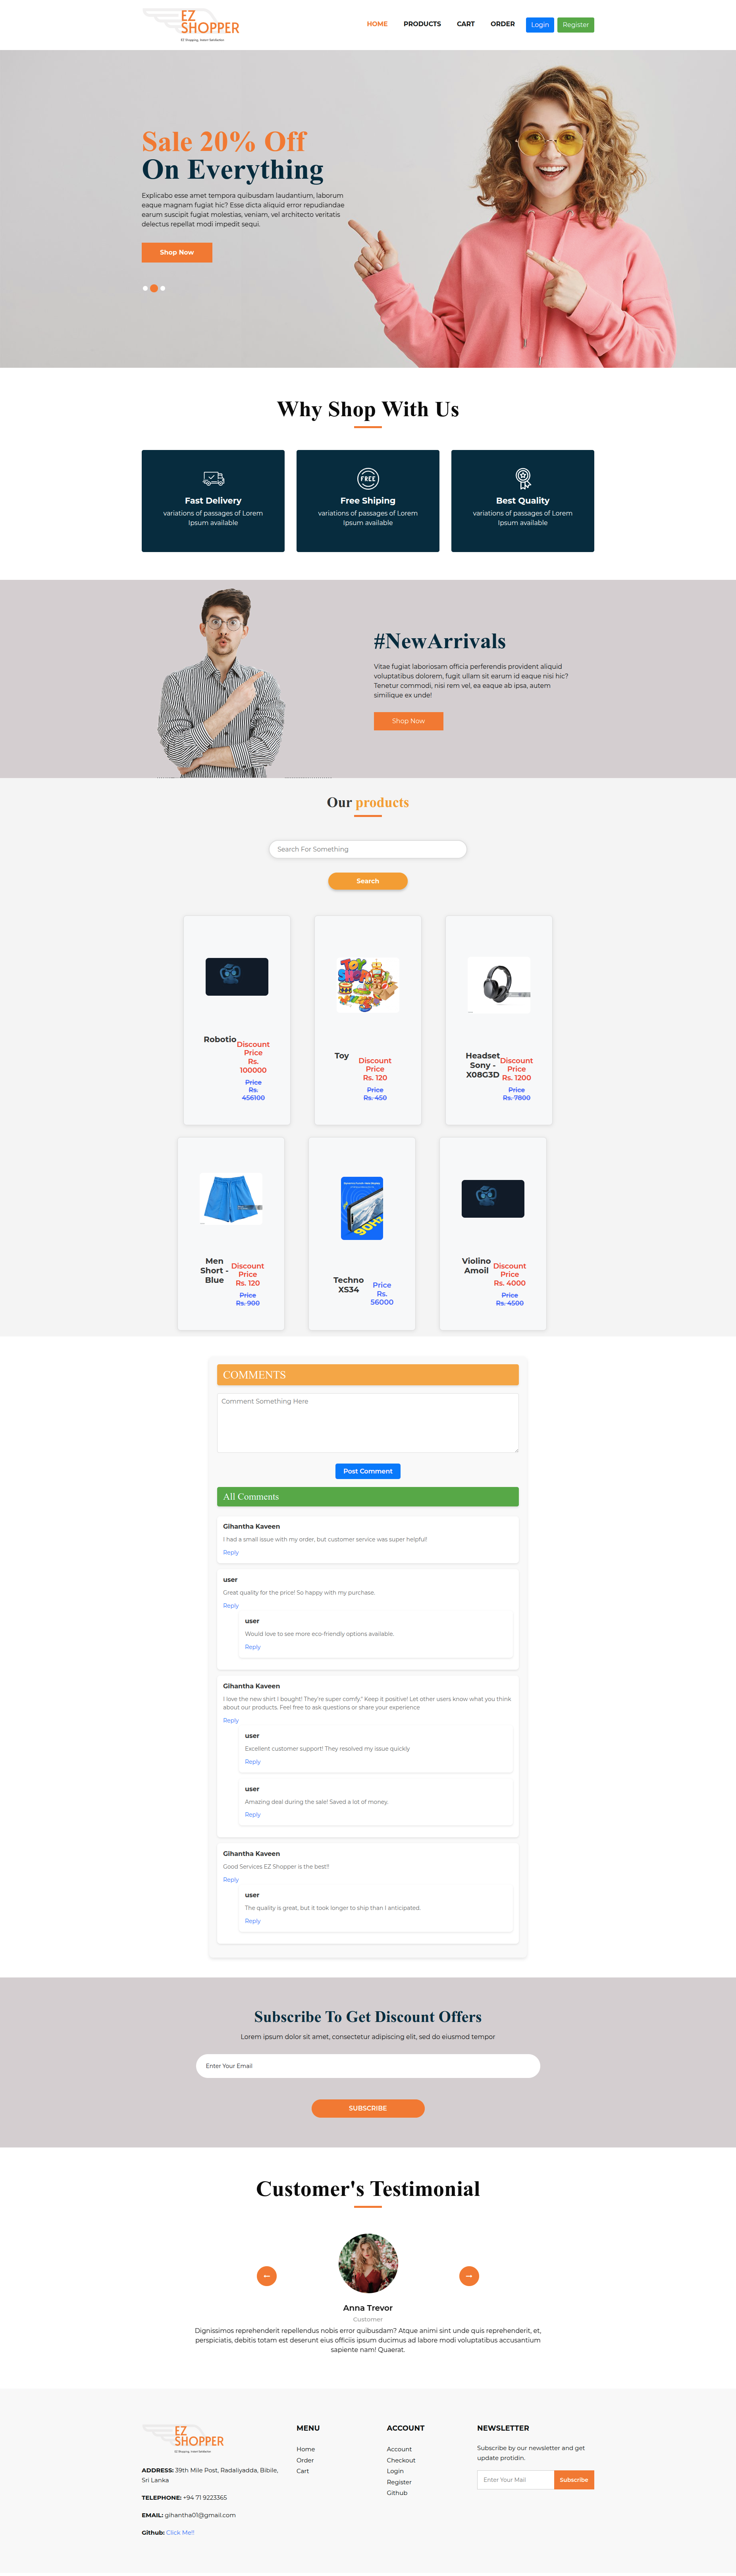 EZ
SHOPPER
EZ Shopping, Instant Satisfaction
HOME
PRODUCTS
CART
ORDER
Login
Register
Sale 20% Off
On Everything
Explicabo esse amet tempora quibusdam laudantium, laborum
eaque magnam fugiat hic? Esse dicta aliquid error repudiandae
earum suscipit fugiat molestias, veniam, vel architecto veritatis
delectus repellat modi impedit sequi.
Shop Now
Why Shop With Us
Fast Delivery
variations of passages of Lorem
Ipsum available
FREE
Free Shiping
variations of passages of Lorem
Ipsum available
Best Quality
variations of passages of Lorem
Ipsum available
#NewArrivals
Vitae fugiat laboriosam officia perferendis provident aliquid
voluptatibus dolorem, fugit ullam sit earum id eaque nisi hic?
Tenetur commodi, nisi rem vel, ea eaque ab ipsa, autem
similique ex unde!
Shop Now
Our products
Search For Something
Search
Robotio
Discount
Price
Rs.
100000
Price
Rs.
456100
TOY
SHOP
Toy
Discount
Price
Rs. 120
Price
Rs. 450
Headset
Sony -
X08G3D
Discount
Price
Rs. 1200
Price
Rs. 7800
Men
Short -
Blue
Discount
Price
Rs. 120
Price
Rs. 900
90Hz
Techno
XS34
Price
Rs.
56000
Violino
Amoil
Discount
Price
Rs. 4000
Price
Rs. 4500
COMMENTS
Comment Something Here
Post Comment
All Comments
Gihantha Kaveen
I had a small issue with my order, but customer service was super helpful!
Reply
user
Great quality for the price! So happy with my purchase.
Reply
user
Would love to see more eco-friendly options available.
Reply
Gihantha Kaveen
I love the new shirt I bought! They're super comfy." Keep it positive! Let other users know what you think
about our products. Feel free to ask questions or share your experience
Reply
user
Excellent customer support! They resolved my issue quickly
Reply
user
Amazing deal during the sale! Saved a lot of money.
Reply
Gihantha Kaveen
Good Services EZ Shopper is the best!!
Reply
user
The quality is great, but it took longer to ship than I anticipated.
Reply
Subscribe To Get Discount Offers
Lorem ipsum dolor sit amet, consectetur adipiscing elit, sed do eiusmod tempor
Enter Your Email
SUBSCRIBE
Customer's Testimonial
Anna Trevor
Customer
Dignissimos reprehenderit repellendus nobis error quibusdam? Atque animi sint unde quis reprehenderit, et,
perspiciatis, debitis totam est deserunt eius officiis ipsum ducimus ad labore modi voluptatibus accusantium
sapiente nam! Quaerat.
EZ
SHOPPER
EZ Shopping, Instant Satisfaction
ADDRESS: 39th Mile Post, Radaliyadda, Bibile,
Sri Lanka
TELEPHONE: +94 71 9223365
EMAIL: gihantha01@gmail.com
Github: Click Me!!
MENU
Home
Order
Cart
ACCOUNT
Account
Checkout
Login
Register
Github
NEWSLETTER
Subscribe by our newsletter and get
update protidin.
Enter Your Mail
Subscribe